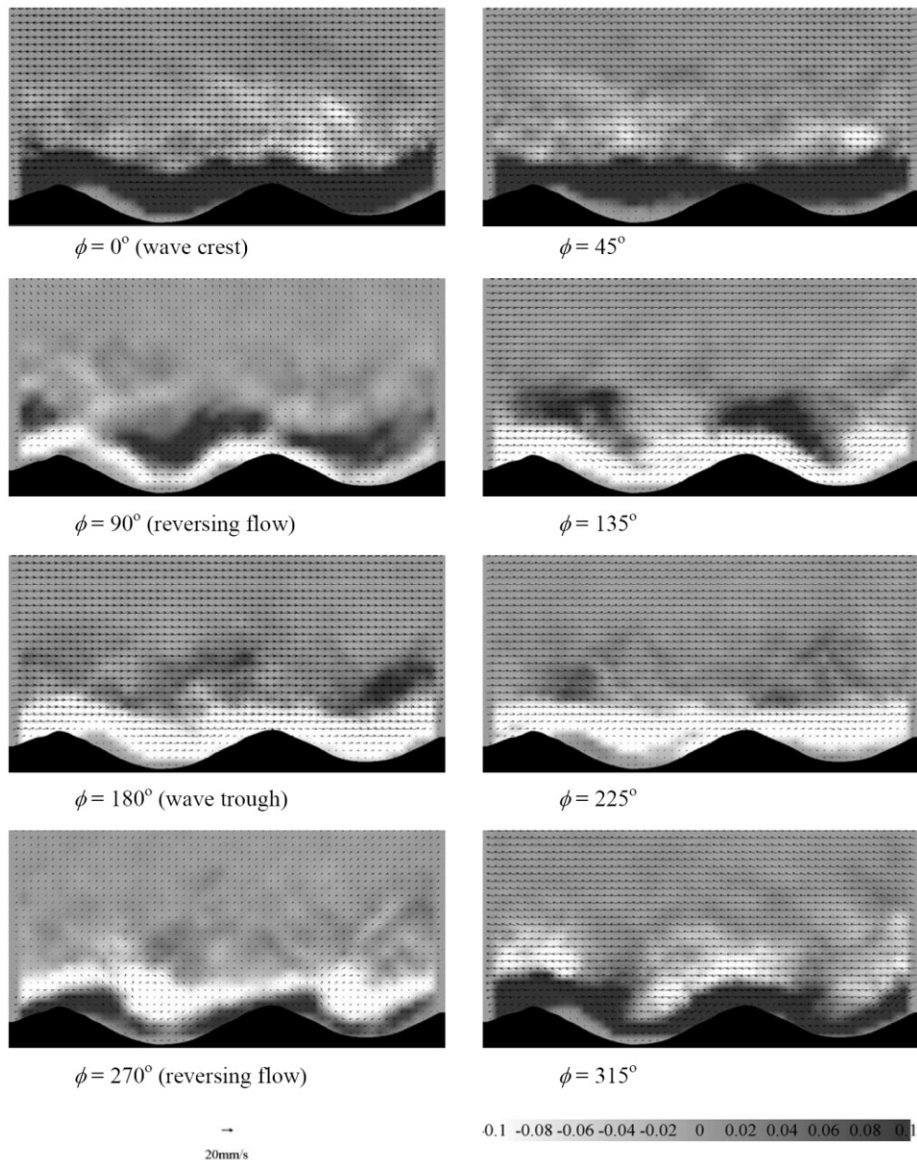 ϕ = 0° (wave crest)
ϕ = 45°
ϕ = 90° (reversing flow)
ϕ = 135°
ϕ = 180° (wave trough)
ϕ = 225°
ϕ = 270° (reversing flow)
ϕ = 315°
20mm/s
-0.1 -0.08 -0.06 -0.04 -0.02 0 0.02 0.04 0.06 0.08 0.1